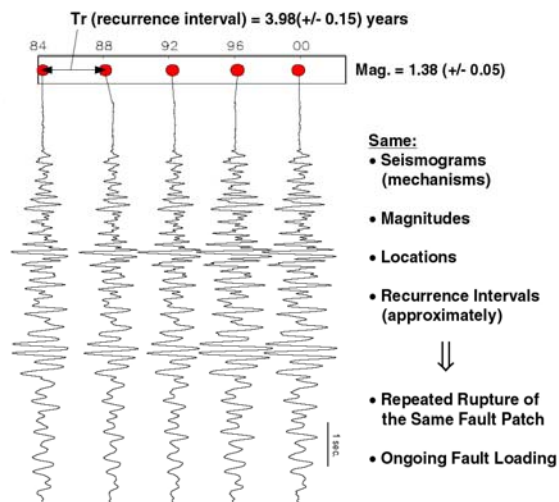 Tr (recurrence interval) = 3.98(+/- 0.15) years
84 88 92 96 00
Mag. = 1.38 (+/- 0.05)
Same:
• Seismograms
(mechanisms)
• Magnitudes
• Locations
• Recurrence Intervals
(approximately)
⇓
• Repeated Rupture of
the Same Fault Patch
• Ongoing Fault Loading
1 sec.